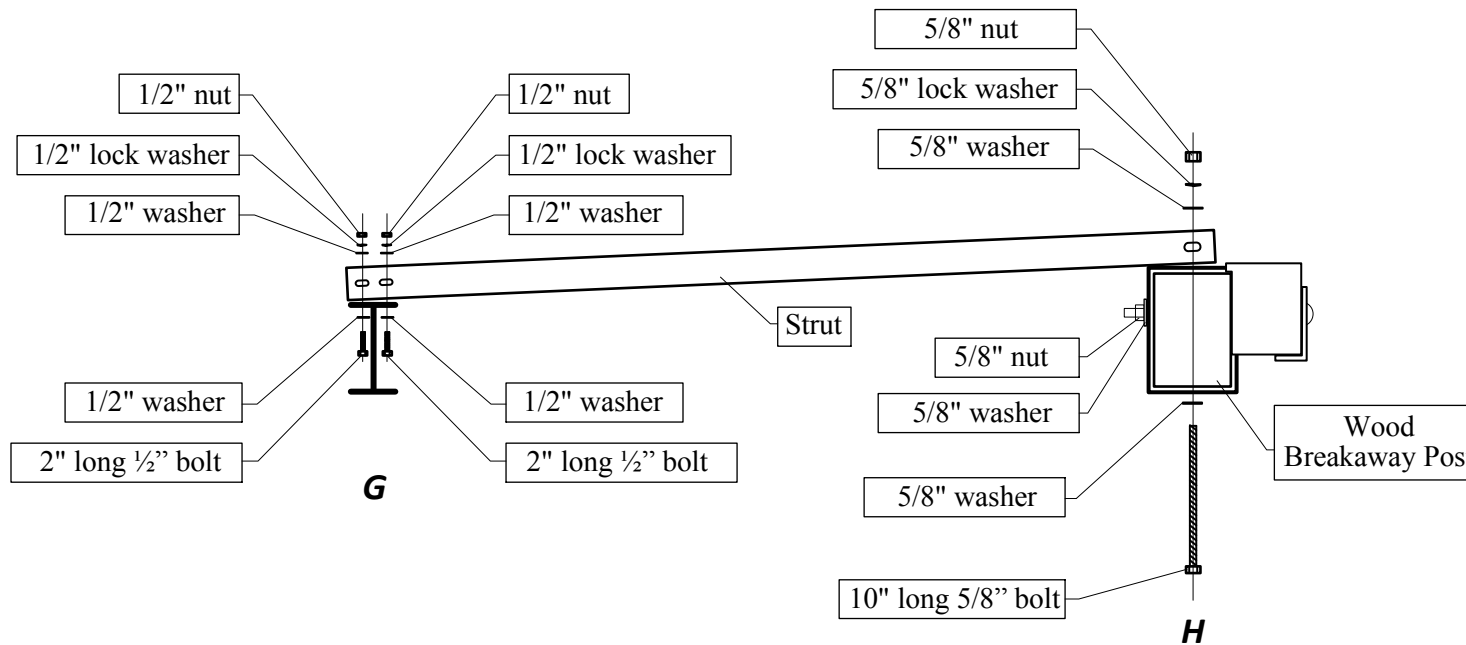 5/8" nut
5/8" lock washer
5/8" washer
1/2" nut
1/2" nut
1/2" lock washer
1/2" lock washer
1/2" washer
1/2" washer
Strut
5/8" nut
5/8" washer
1/2" washer
1/2" washer
2" long ½” bolt
2" long ½” bolt
G
Wood
Breakaway Pos
5/8" washer
10" long 5/8” bolt
H